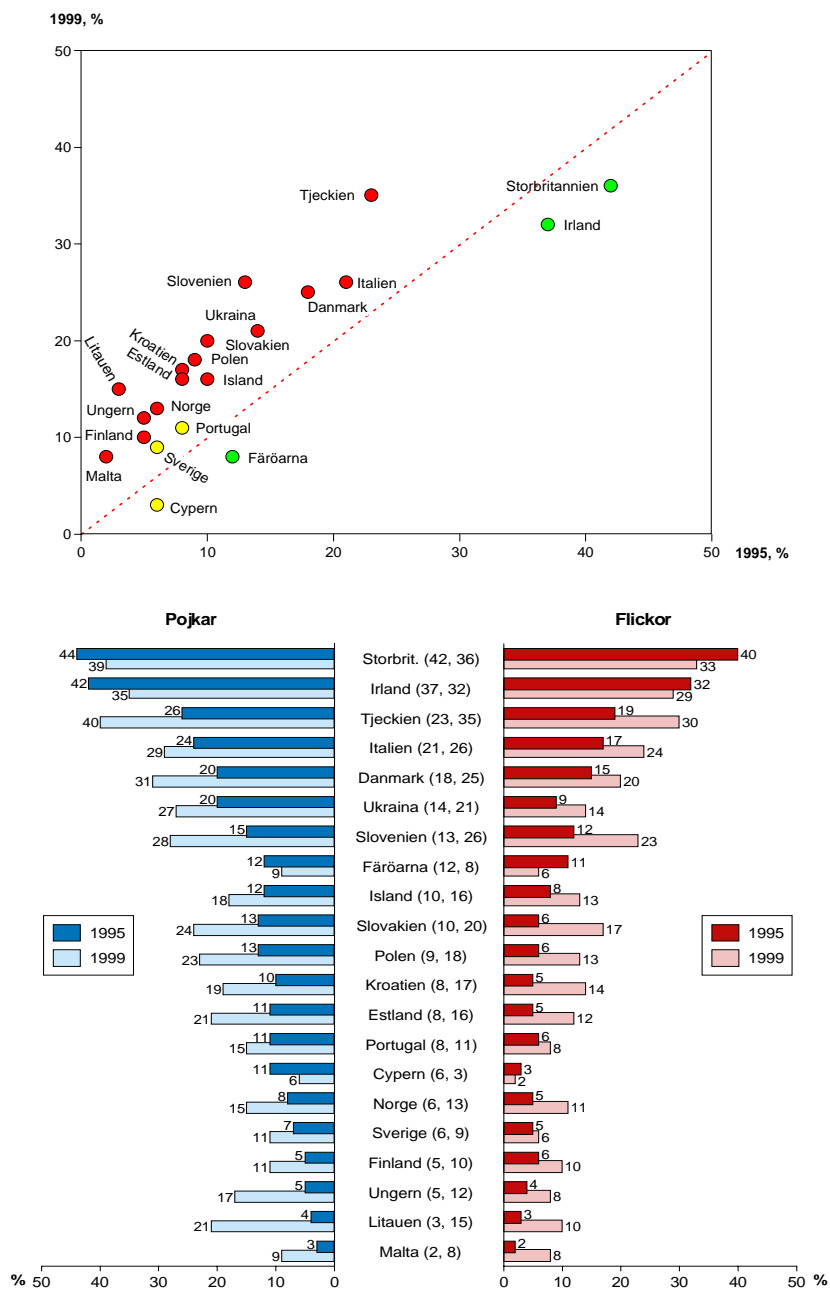 1999, %
50
40
Storbritannien
Tjeckien
Irland
30
Slovenien
Italien
Danmark
Ukraina
20
Slovakien
Kroatien
Estland
Polen
Litauen
Island
Norge
Ungern
Portugal
10
Finland
Sverige
Färöarna
Malta
Cypern
0
0 10 20 30 40 50
1995, %
Pojkar Flickor
44 39 Storbrit. (42, 36) 40 33
42 35 Irland (37, 32) 32 29
26 40 Tjeckien (23, 35) 19 30
24 29 Italien (21, 26) 17 24
20 31 Danmark (18, 25) 15 20
20 27 Ukraina (14, 21) 9 14
15 28 Slovenien (13, 26) 12 23
12 9 Färöarna (12, 8) 11 6
12 18 Island (10, 16) 8 13
13 24 Slovakien (10, 20) 6 17
13 23 Polen (9, 18) 6 13
10 19 Kroatien (8, 17) 5 14
11 21 Estland (8, 16) 5 12
11 15 Portugal (8, 11) 6 8
11 6 Cypern (6, 3) 3 2
8 15 Norge (6, 13) 5 11
7 11 Sverige (6, 9) 5 6
5 11 Finland (5, 10) 6 10
5 17 Ungern (5, 12) 4 8
4 21 Litauen (3, 15) 3 10
3 9 Malta (2, 8) 2 8
1995
1999
1995
1999
% 50 40 30 20 10 0 0 10 20 30 40 50 %